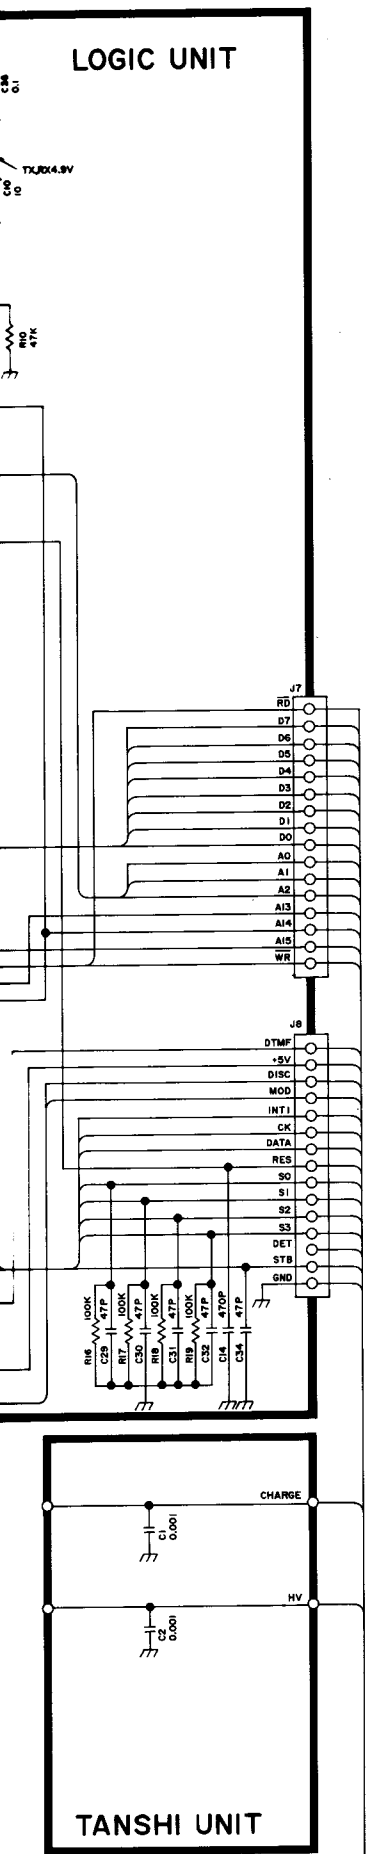 LOGIC UNIT
C36
0.1
TX,RX4.9V
C10
10
R10
47K
J7
RD
D7
D6
D5
D4
D3
D2
D1
D0
A0
A1
A2
A13
A14
A15
WR
J8
DTMF
+5V
DISC
MOD
INT1
CK
DATA
RES
S0
S1
S2
S3
DET
STB
GND
R16 100K
C29 47P
R17 100K
C30 47P
R18 100K
C31 47P
R19 100K
C32 47P
C14 470P
C34 47P
CHARGE
C1
0.001
HV
C2
0.001
TANSHI UNIT